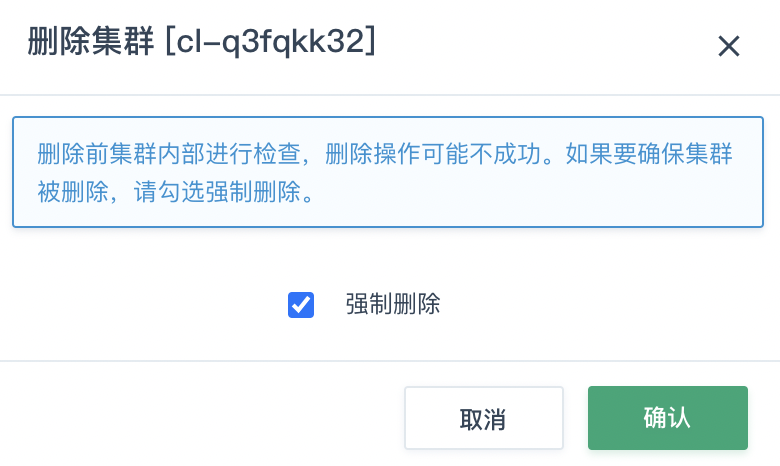 删除集群 [cl-q3fqkk32]
删除前集群内部进行检查，删除操作可能不成功。如果要确保集群
被删除，请勾选强制删除。
强制删除
取消 确认